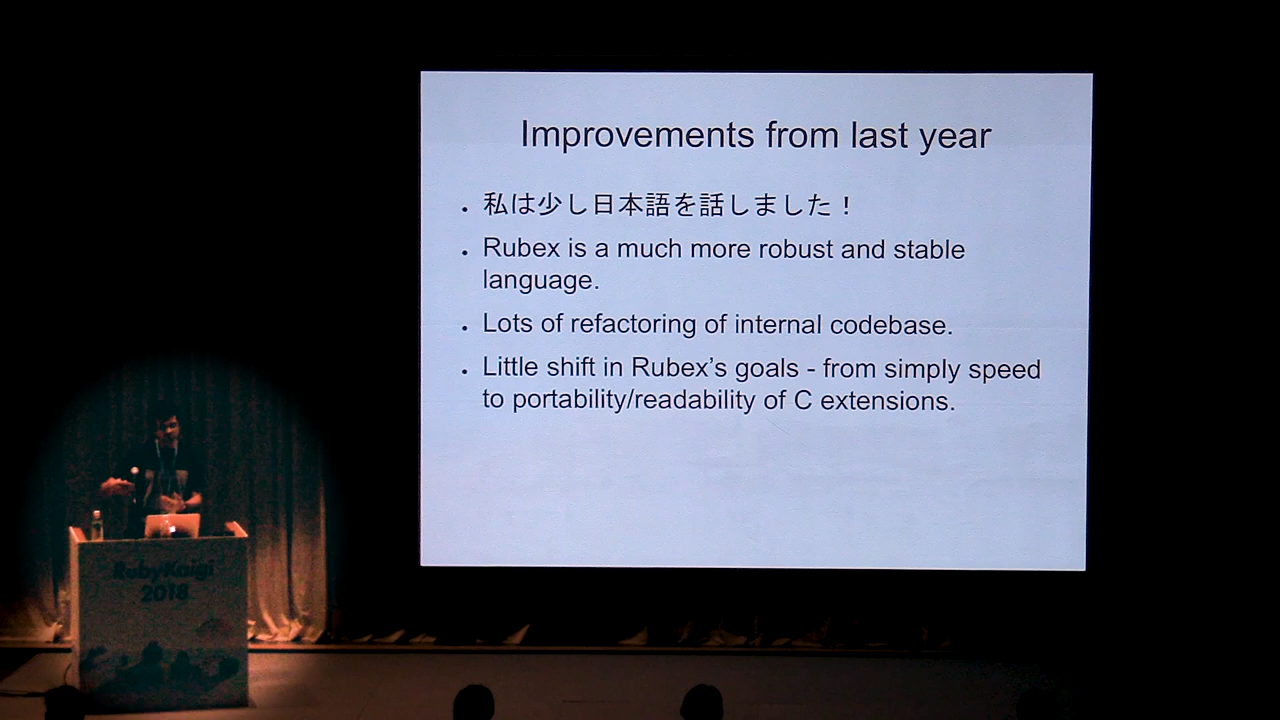 Improvements from last year
• 私は少し日本語を話しました！
• Rubex is a much more robust and stable
language.
• Lots of refactoring of internal codebase.
• Little shift in Rubex’s goals - from simply speed
to portability/readability of C extensions.
RubyKaigi
2018